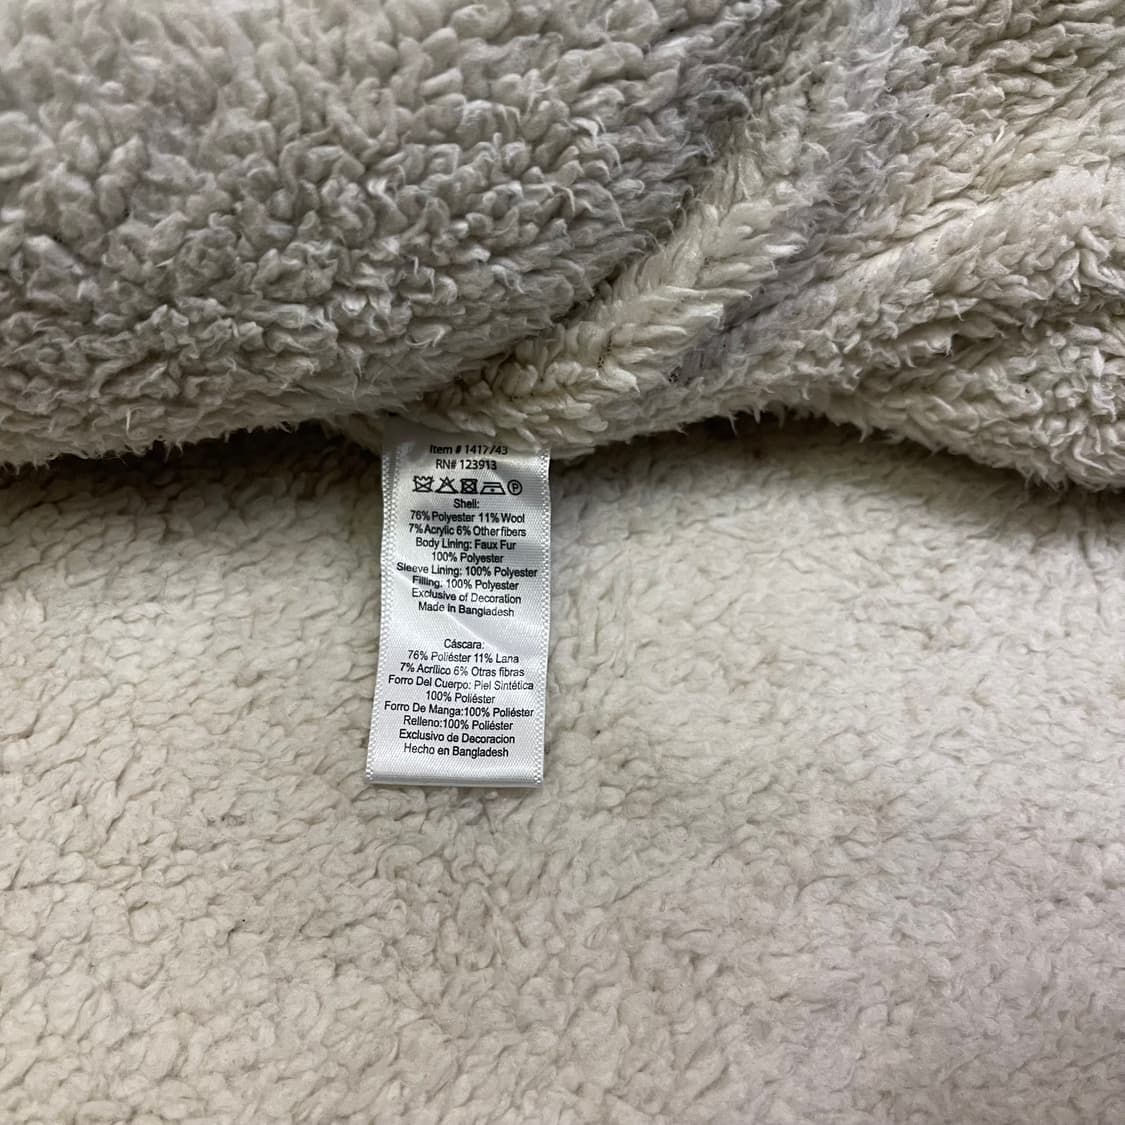 Item # 1417743
RN# 123913
Shell:
76% Polyester 11% Wool
7% Acrylic 6% Other fibers
Body Lining: Faux Fur
100% Polyester
Sleeve Lining: 100% Polyester
Filling: 100% Polyester
Exclusive of Decoration
Made in Bangladesh
Cáscara:
76% Poliéster 11% Lana
7% Acrílico 6% Otras fibras
Forro Del Cuerpo: Piel Sintética
100% Poliéster
Forro De Manga:100% Poliéster
Relleno:100% Poliéster
Exclusivo de Decoracion
Hecho en Bangladesh